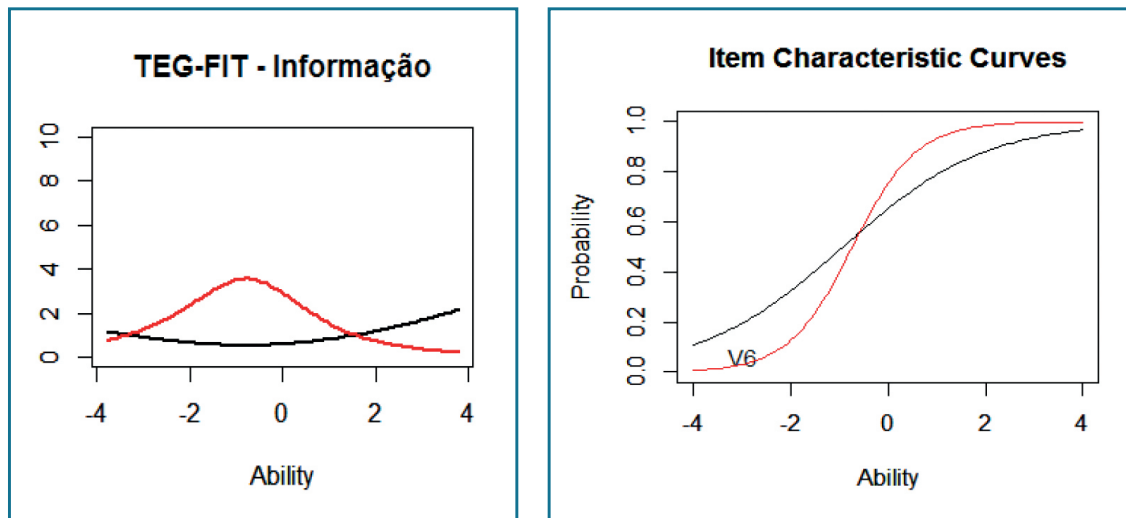 TEG-FIT - Informação
10
8
6
4
2
0
-4 -2 0 2 4
Ability
Item Characteristic Curves
Probability
1.0
0.8
0.6
0.4
0.2
0.0
V6
-4 -2 0 2 4
Ability